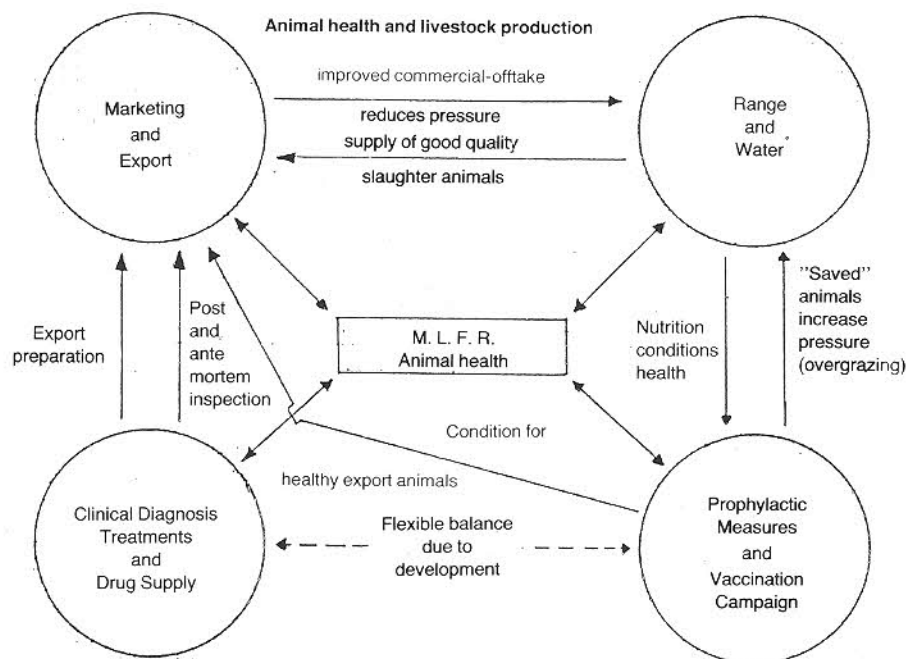 Animal health and livestock production
Marketing
and
Export
improved commercial-offtake
reduces pressure
supply of good quality
slaughter animals
Range
and
Water
Export
preparation
Post
and
ante
mortem
inspection
M. L. F. R.
Animal health
Nutrition
conditions
health
"Saved"
animals
increase
pressure
(overgrazing)
Condition for
healthy export animals
Clinical Diagnosis
Treatments
and
Drug Supply
Flexible balance
due to
development
Prophylactic
Measures
and
Vaccination
Campaign